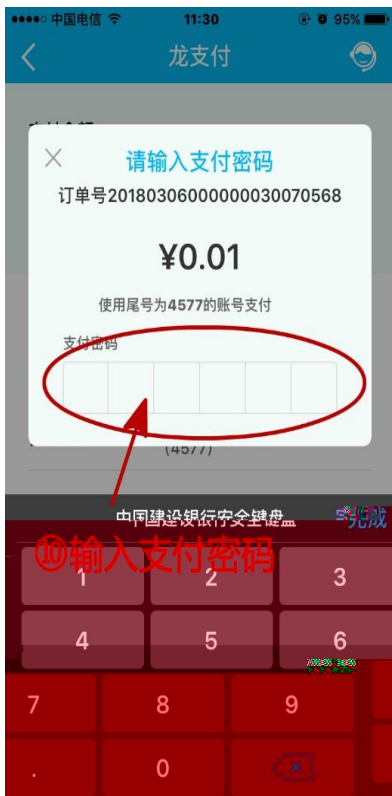 中国电信 11:30 95%
龙支付
请输入支付密码
订单号20180306000000030070568
¥0.01
使用尾号为4577的账号支付
支付密码
(4577)
中国建设银行安全键盘 完成
⑩输入支付密码
1 2 3
4 5 6
7 8 9
. 0